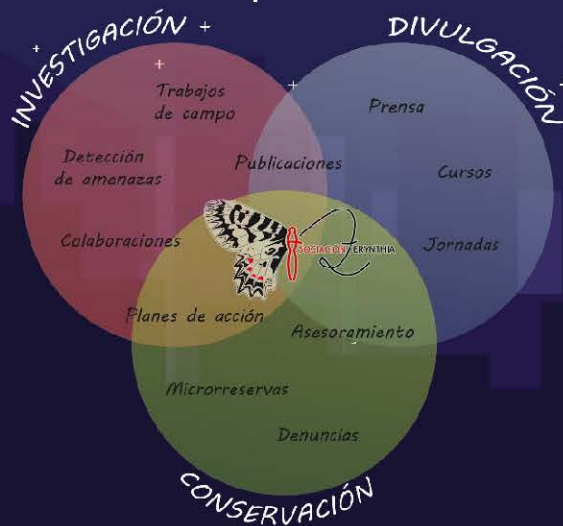 INVESTIGACIÓN
DIVULGACIÓN
Trabajos
de campo
Prensa
Detección
de amenazas
Publicaciones
Cursos
Colaboraciones
ASOCIACIÓN ZERYNTHIA
Jornadas
Planes de acción
Asesoramiento
Microrreservas
Denuncias
CONSERVACIÓN